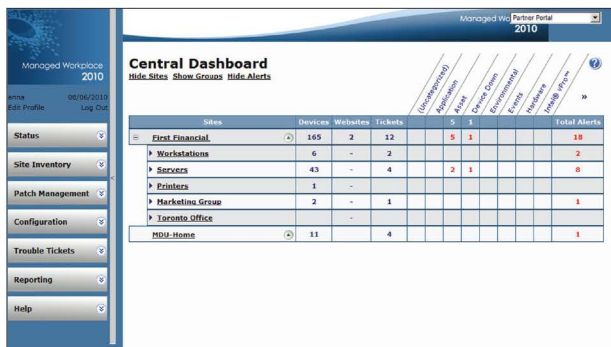 Managed Wo
Partner Portal
2010
Managed Workplace
2010
enna 08/06/2010
Edit Profile Log Out
Central Dashboard
Hide Sites Show Groups Hide Alerts
(Uncategorized)
Application
Asset
Device Down
Environmental
Events
Hardware
Intel® vPro™
»
Sites Devices Websites Tickets 5 1 Total Alerts
First Financial 165 2 12 5 1 18
Workstations 6 - 2 2
Servers 43 - 4 2 1 8
Printers 1 -
Marketing Group 2 - 1 1
Toronto Office -
MDU-Home 11 4 1
Status
Site Inventory
<
Patch Management
Configuration
Trouble Tickets
Reporting
Help